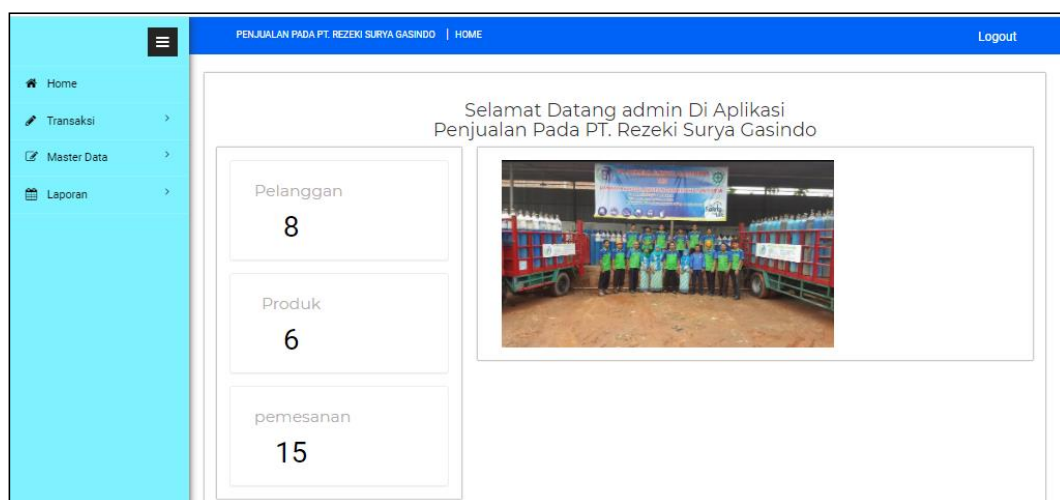 PENJUALAN PADA PT. REZEKI SURYA GASINDO | HOME
Logout
Home
Transaksi
Master Data
Laporan
Selamat Datang admin Di Aplikasi
Penjualan Pada PT. Rezeki Surya Gasindo
Pelanggan
8
Produk
6
pemesanan
15